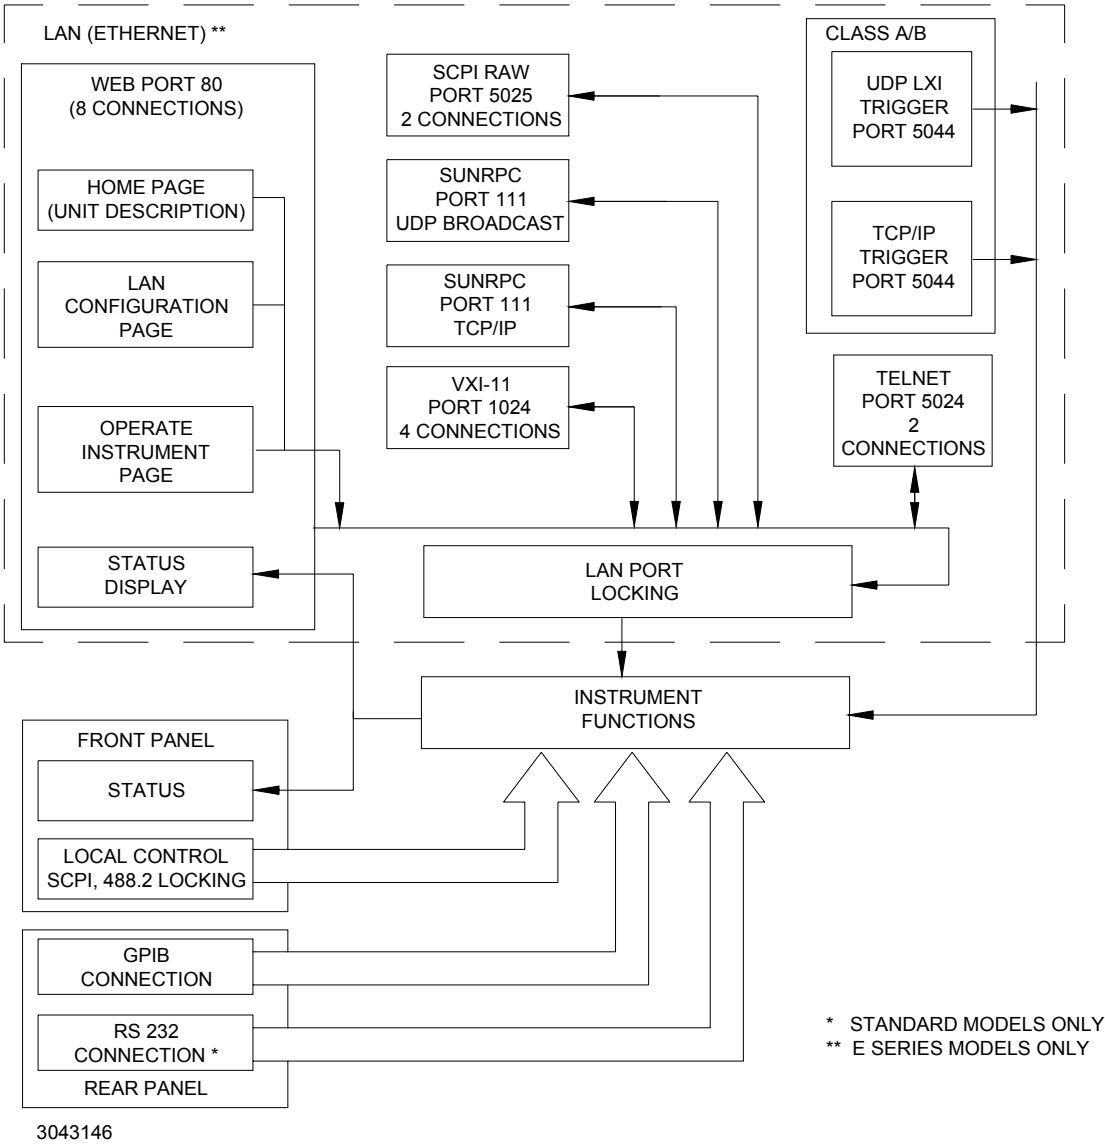 LAN (ETHERNET) **
WEB PORT 80
(8 CONNECTIONS)
HOME PAGE
(UNIT DESCRIPTION)
LAN
CONFIGURATION
PAGE
OPERATE
INSTRUMENT
PAGE
STATUS
DISPLAY
SCPI RAW
PORT 5025
2 CONNECTIONS
SUNRPC
PORT 111
UDP BROADCAST
SUNRPC
PORT 111
TCP/IP
VXI-11
PORT 1024
4 CONNECTIONS
CLASS A/B
UDP LXI
TRIGGER
PORT 5044
TCP/IP
TRIGGER
PORT 5044
TELNET
PORT 5024
2
CONNECTIONS
LAN PORT
LOCKING
INSTRUMENT
FUNCTIONS
FRONT PANEL
STATUS
LOCAL CONTROL
SCPI, 488.2 LOCKING
GPIB
CONNECTION
RS 232
CONNECTION *
REAR PANEL
* STANDARD MODELS ONLY
** E SERIES MODELS ONLY
3043146